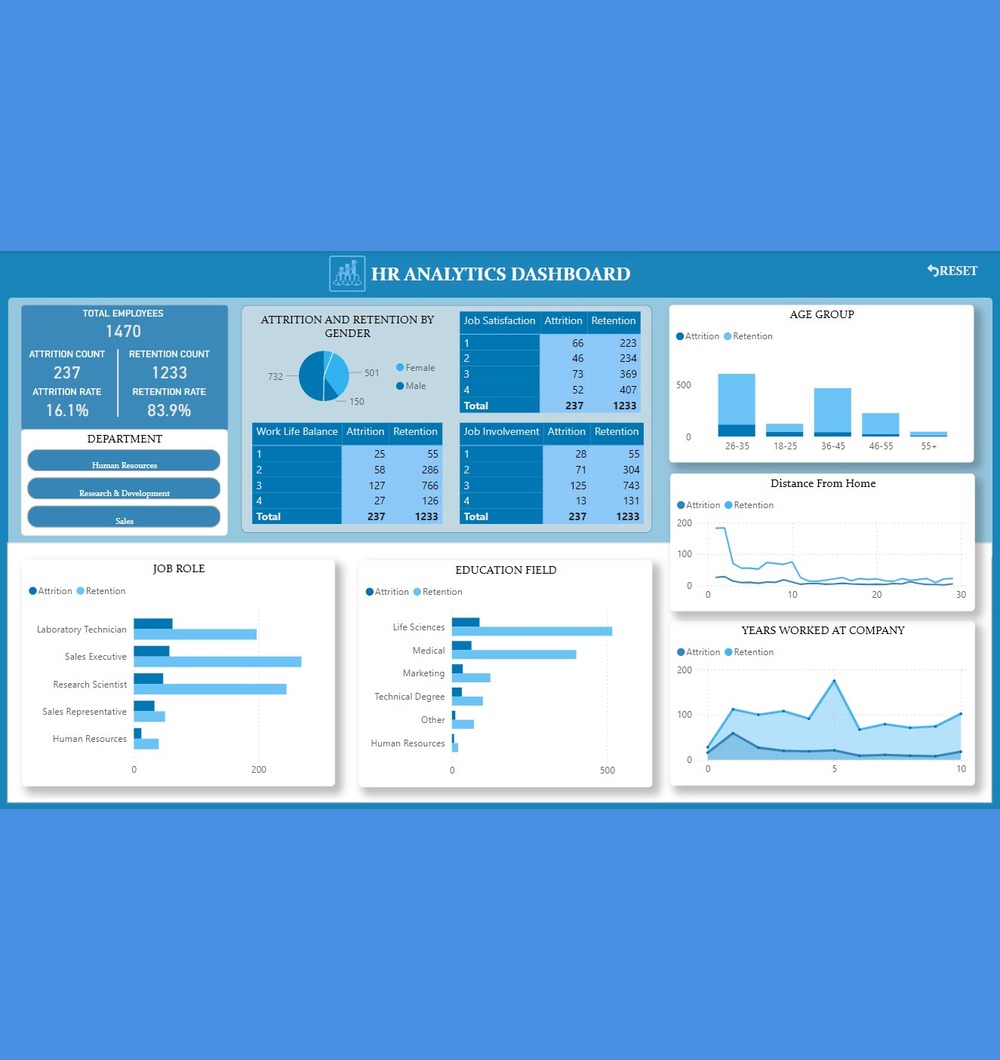 HR ANALYTICS DASHBOARD
RESET
TOTAL EMPLOYEES
1470
ATTRITION COUNT RETENTION COUNT
237 1233
ATTRITION RATE RETENTION RATE
16.1% 83.9%
DEPARTMENT
Human Resources
Research & Development
Sales
ATTRITION AND RETENTION BY
GENDER
732
501
150
Female
Male
Job Satisfaction Attrition Retention
1 66 223
2 46 234
3 73 369
4 52 407
Total 237 1233
Work Life Balance Attrition Retention
1 25 55
2 58 286
3 127 766
4 27 126
Total 237 1233
Job Involvement Attrition Retention
1 28 55
2 71 304
3 125 743
4 13 131
Total 237 1233
AGE GROUP
Attrition Retention
500
0
26-35 18-25 36-45 46-55 55+
Distance From Home
Attrition Retention
200
100
0
0 10 20 30
JOB ROLE
Attrition Retention
Laboratory Technician
Sales Executive
Research Scientist
Sales Representative
Human Resources
0 200
EDUCATION FIELD
Attrition Retention
Life Sciences
Medical
Marketing
Technical Degree
Other
Human Resources
0 500
YEARS WORKED AT COMPANY
Attrition Retention
200
100
0
0 5 10